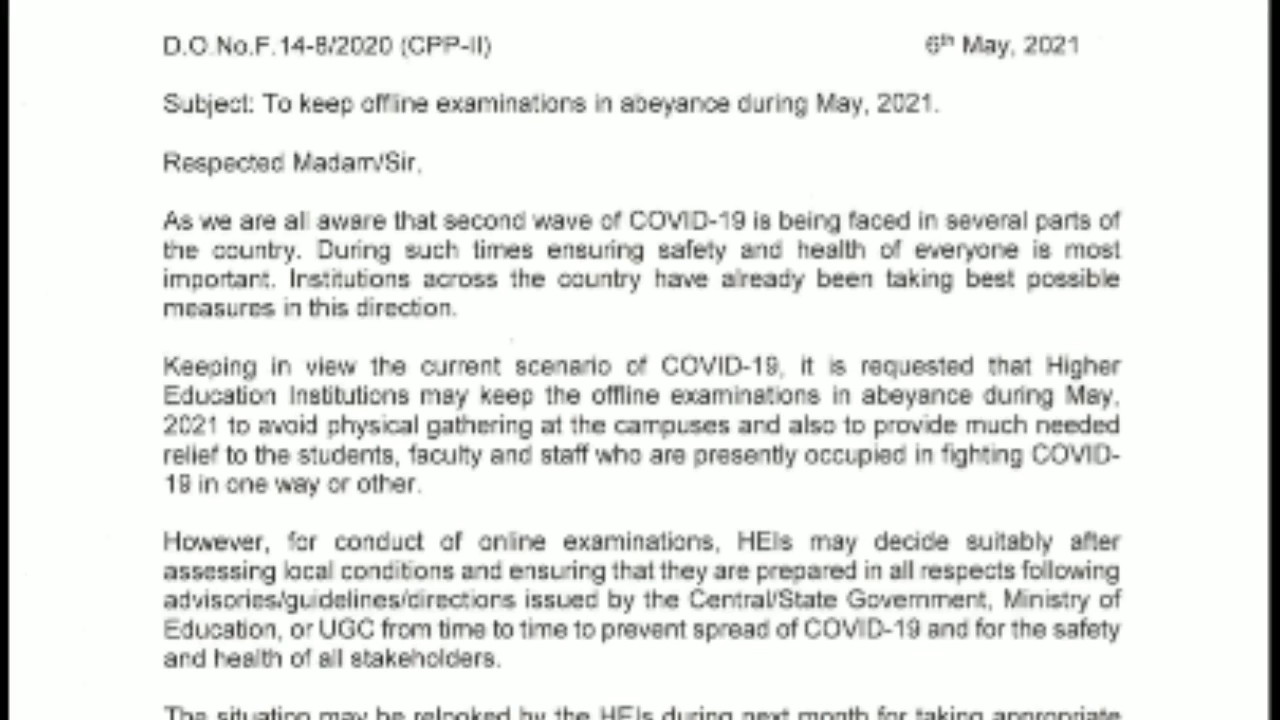 D.O.No.F.14-8/2020 (CPP-II) 6th May, 2021
Subject: To keep offline examinations in abeyance during May, 2021.
Respected Madam/Sir,
As we are all aware that second wave of COVID-19 is being faced in several parts of
the country. During such times ensuring safety and health of everyone is most
important. Institutions across the country have already been taking best possible
measures in this direction.
Keeping in view the current scenario of COVID-19, it is requested that Higher
Education Institutions may keep the offline examinations in abeyance during May,
2021 to avoid physical gathering at the campuses and also to provide much needed
relief to the students, faculty and staff who are presently occupied in fighting COVID-
19 in one way or other.
However, for conduct of online examinations, HEIs may decide suitably after
assessing local conditions and ensuring that they are prepared in all respects following
advisories/guidelines/directions issued by the Central/State Government, Ministry of
Education, or UGC from time to time to prevent spread of COVID-19 and for the safety
and health of all stakeholders.
The situation may be relooked by the HEIs during next month for taking appropriate